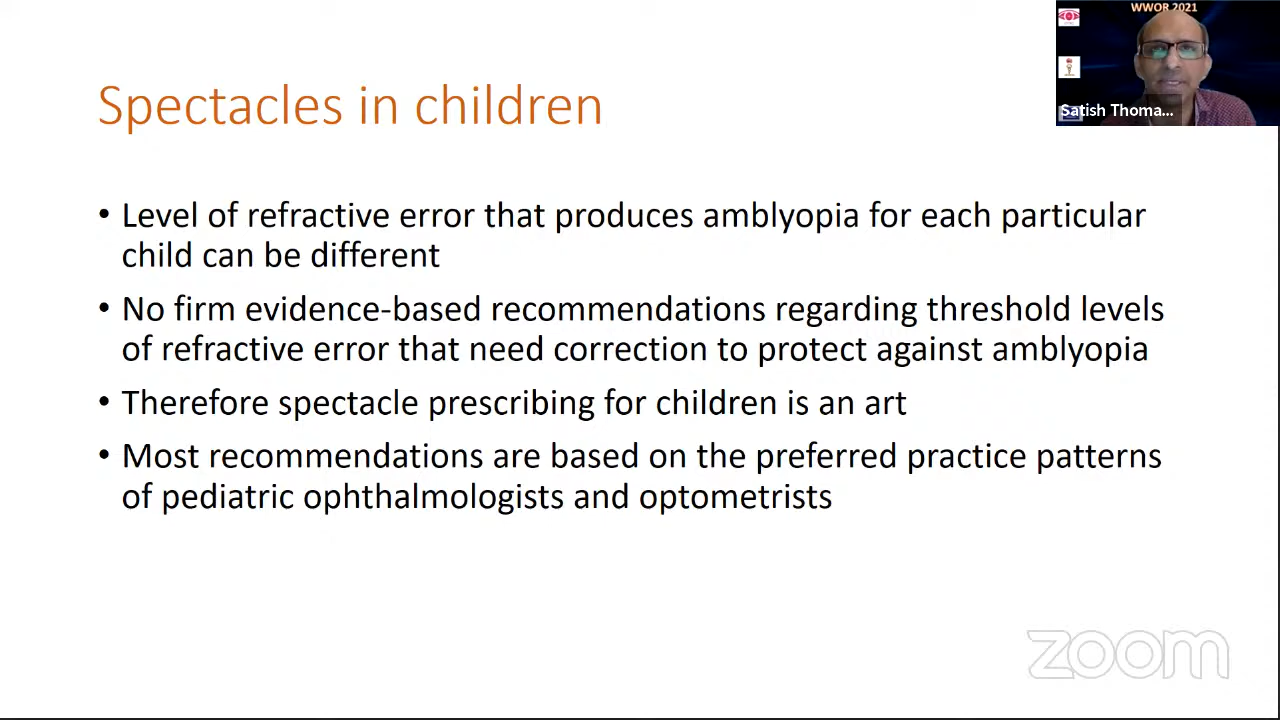 WWOR 2021
Satish Thoma...
Spectacles in children
• Level of refractive error that produces amblyopia for each particular
child can be different
• No firm evidence-based recommendations regarding threshold levels
of refractive error that need correction to protect against amblyopia
• Therefore spectacle prescribing for children is an art
• Most recommendations are based on the preferred practice patterns
of pediatric ophthalmologists and optometrists
zoom